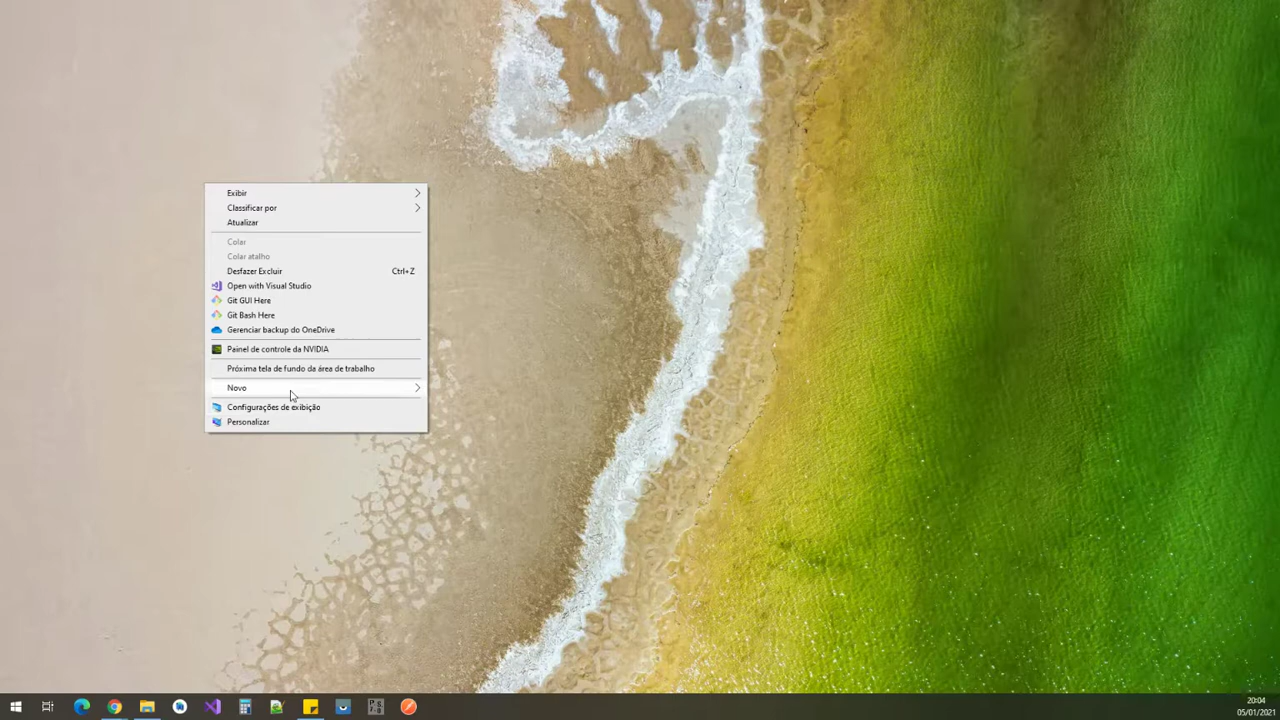 Exibir
Classificar por
Atualizar
Colar
Colar atalho
Desfazer Excluir Ctrl+Z
Open with Visual Studio
Git GUI Here
Git Bash Here
Gerenciar backup do OneDrive
Painel de controle da NVIDIA
Próxima tela de fundo da área de trabalho
Novo
Configurações de exibição
Personalizar
20:04
05/01/2021